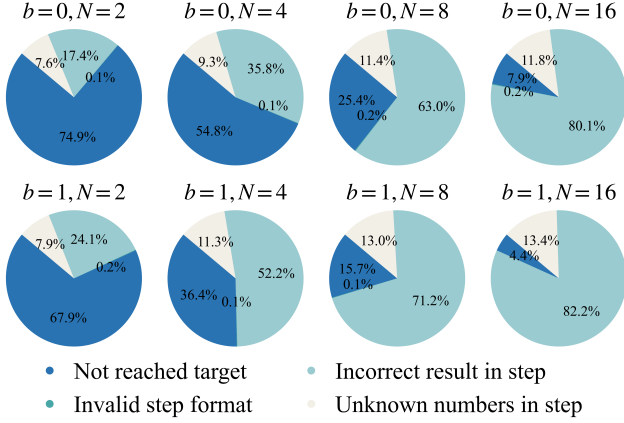 b=0, N=2
b=0, N=4
b=0, N=8
b=0, N=16
7.6%
17.4%
0.1%
74.9%
9.3%
35.8%
0.1%
54.8%
11.4%
25.4%
0.2%
63.0%
11.8%
7.9%
0.2%
80.1%
b=1, N=2
b=1, N=4
b=1, N=8
b=1, N=16
7.9%
24.1%
0.2%
67.9%
11.3%
52.2%
36.4%
0.1%
13.0%
15.7%
0.1%
71.2%
13.4%
4.4%
82.2%
Not reached target
Incorrect result in step
Invalid step format
Unknown numbers in step